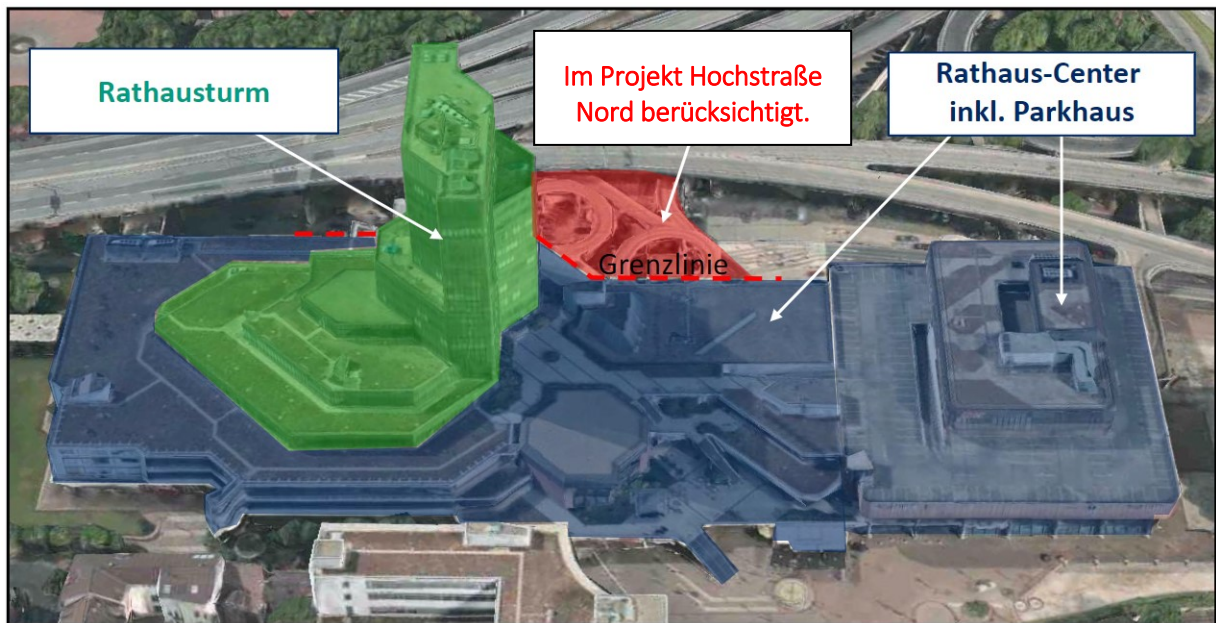 Rathausturm
Im Projekt Hochstraße
Nord berücksichtigt.
Rathaus-Center
inkl. Parkhaus
Grenzlinie